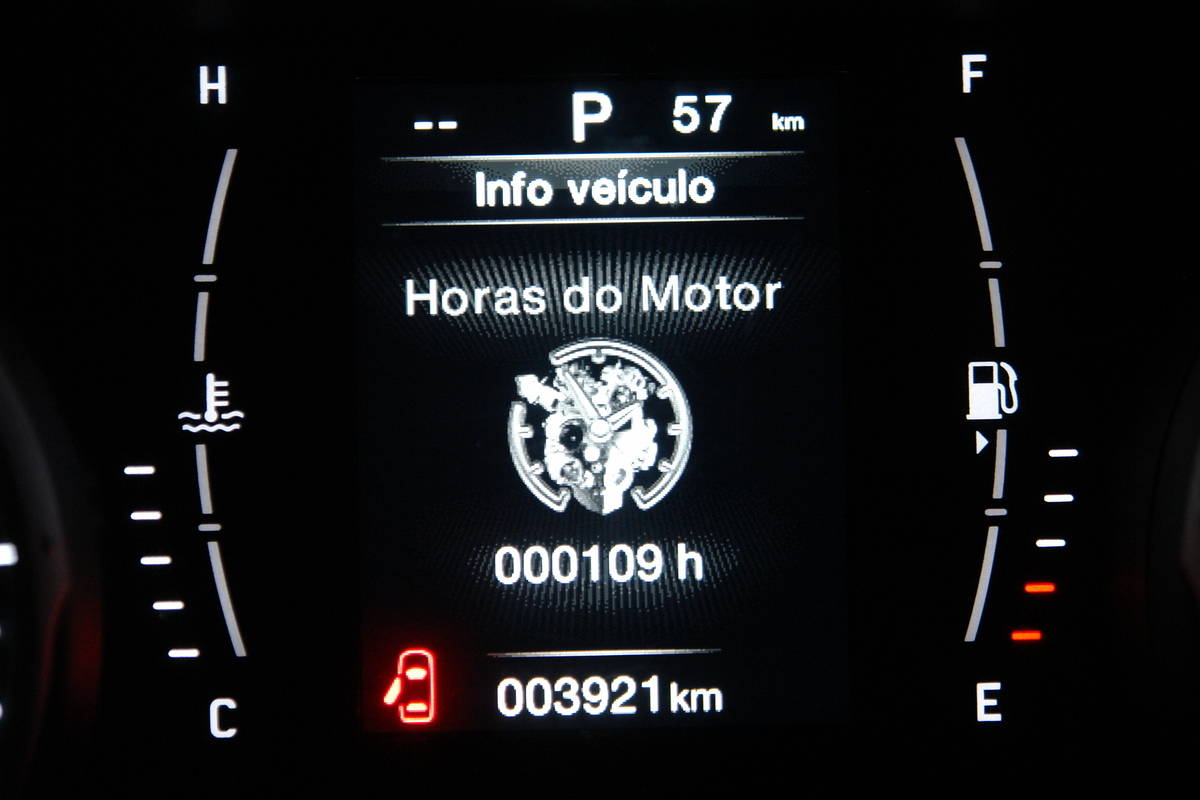 H
F
-- P 57 km
Info veículo
Horas do Motor
000109 h
003921 km
C
E